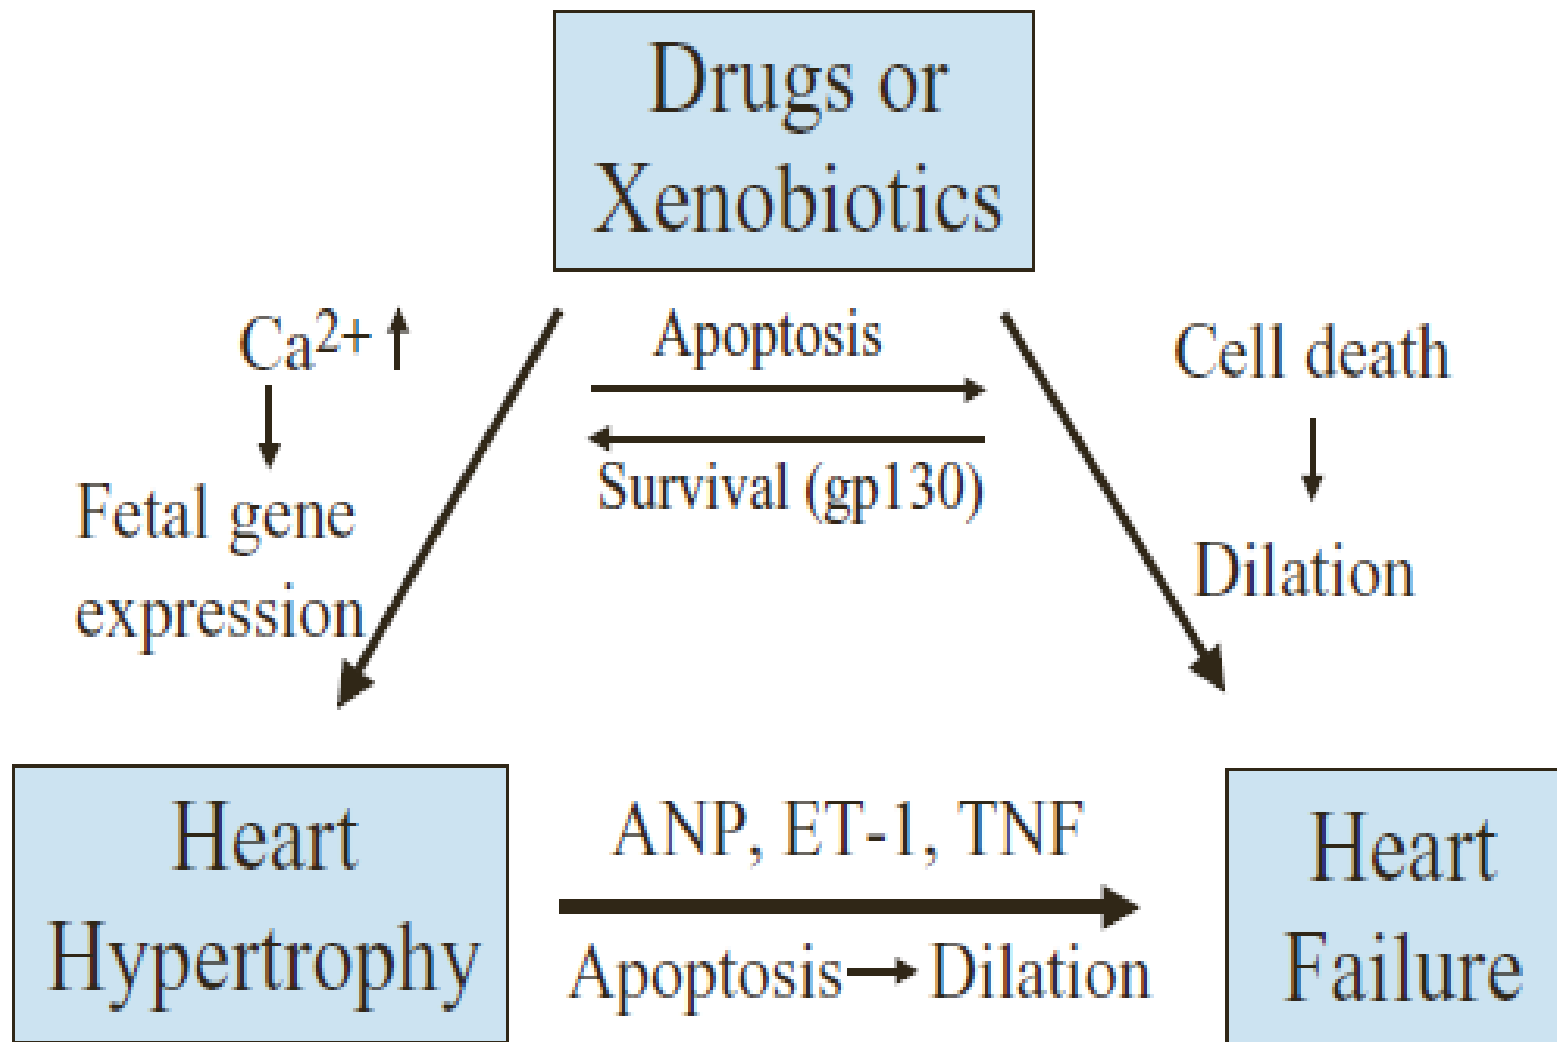 Drugs or
Xenobiotics
Ca2+
Fetal gene
expression
Apoptosis
Survival (gp130)
Cell death
Dilation
Heart
Hypertrophy
ANP, ET-1, TNF
Apoptosis → Dilation
Heart
Failure